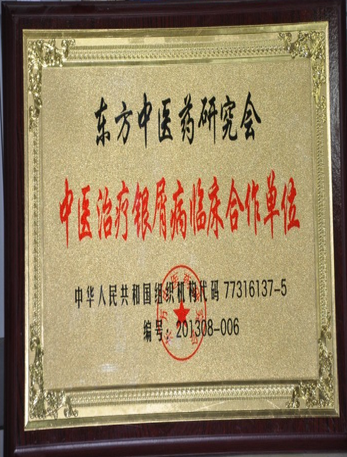 东方中医药研究会
中医治疗银屑病临床合作单位
中华人民共和国组织机构代码 77316137-5
编号：201308-006